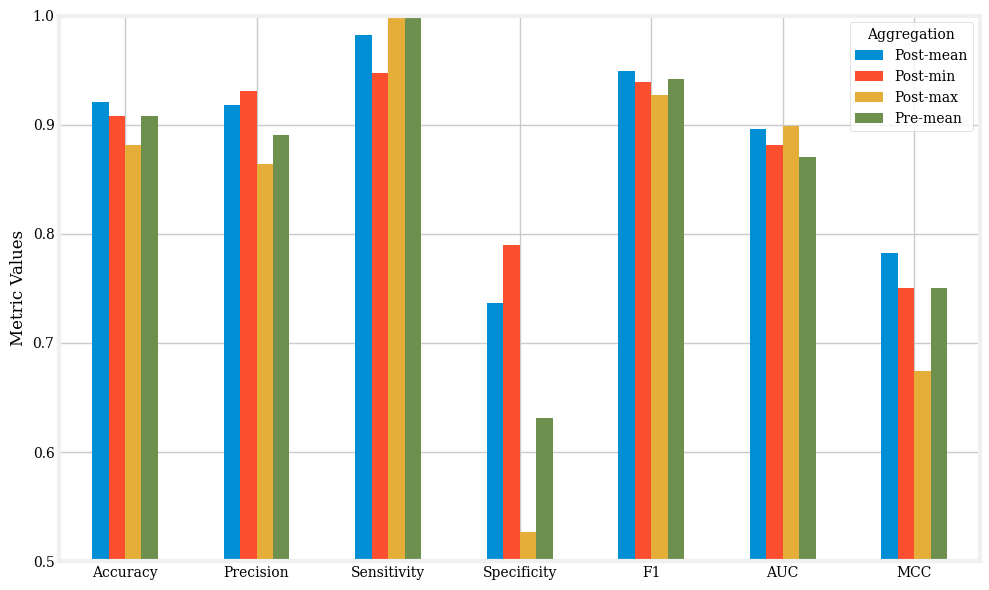 Metric Values
1.0
0.9
0.8
0.7
0.6
0.5
Aggregation
Post-mean
Post-min
Post-max
Pre-mean
Accuracy
Precision
Sensitivity
Specificity
F1
AUC
MCC